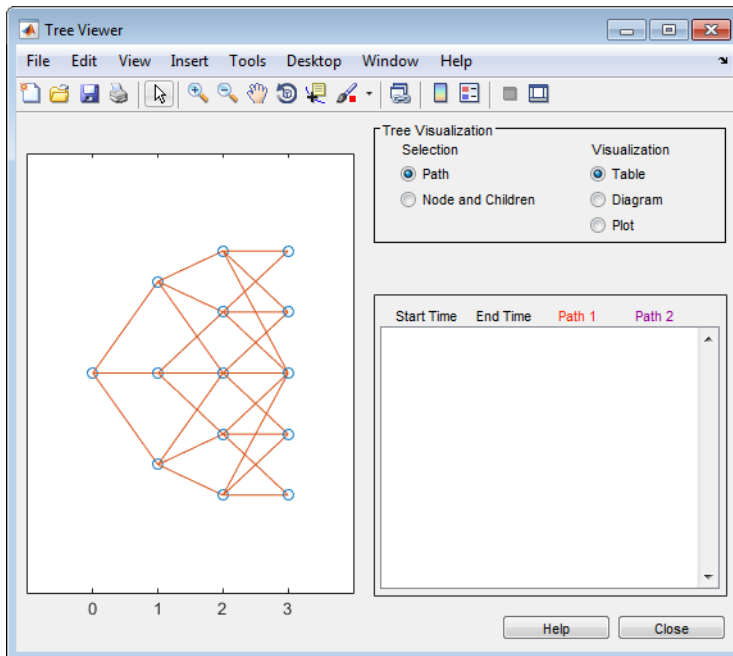 Tree Viewer
File Edit View Insert Tools Desktop Window Help
Tree Visualization
Selection Visualization
Path Table
Node and Children Diagram
Plot
Start Time End Time Path 1 Path 2
0 1 2 3
Help Close